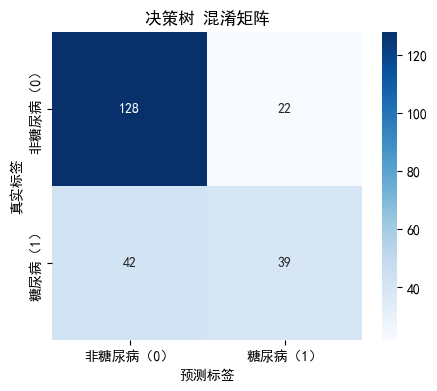 决策树 混淆矩阵
非糖尿病（0）
糖尿病（1）
真实标签
128
22
42
39
非糖尿病（0）
糖尿病（1）
预测标签
120
100
80
60
40